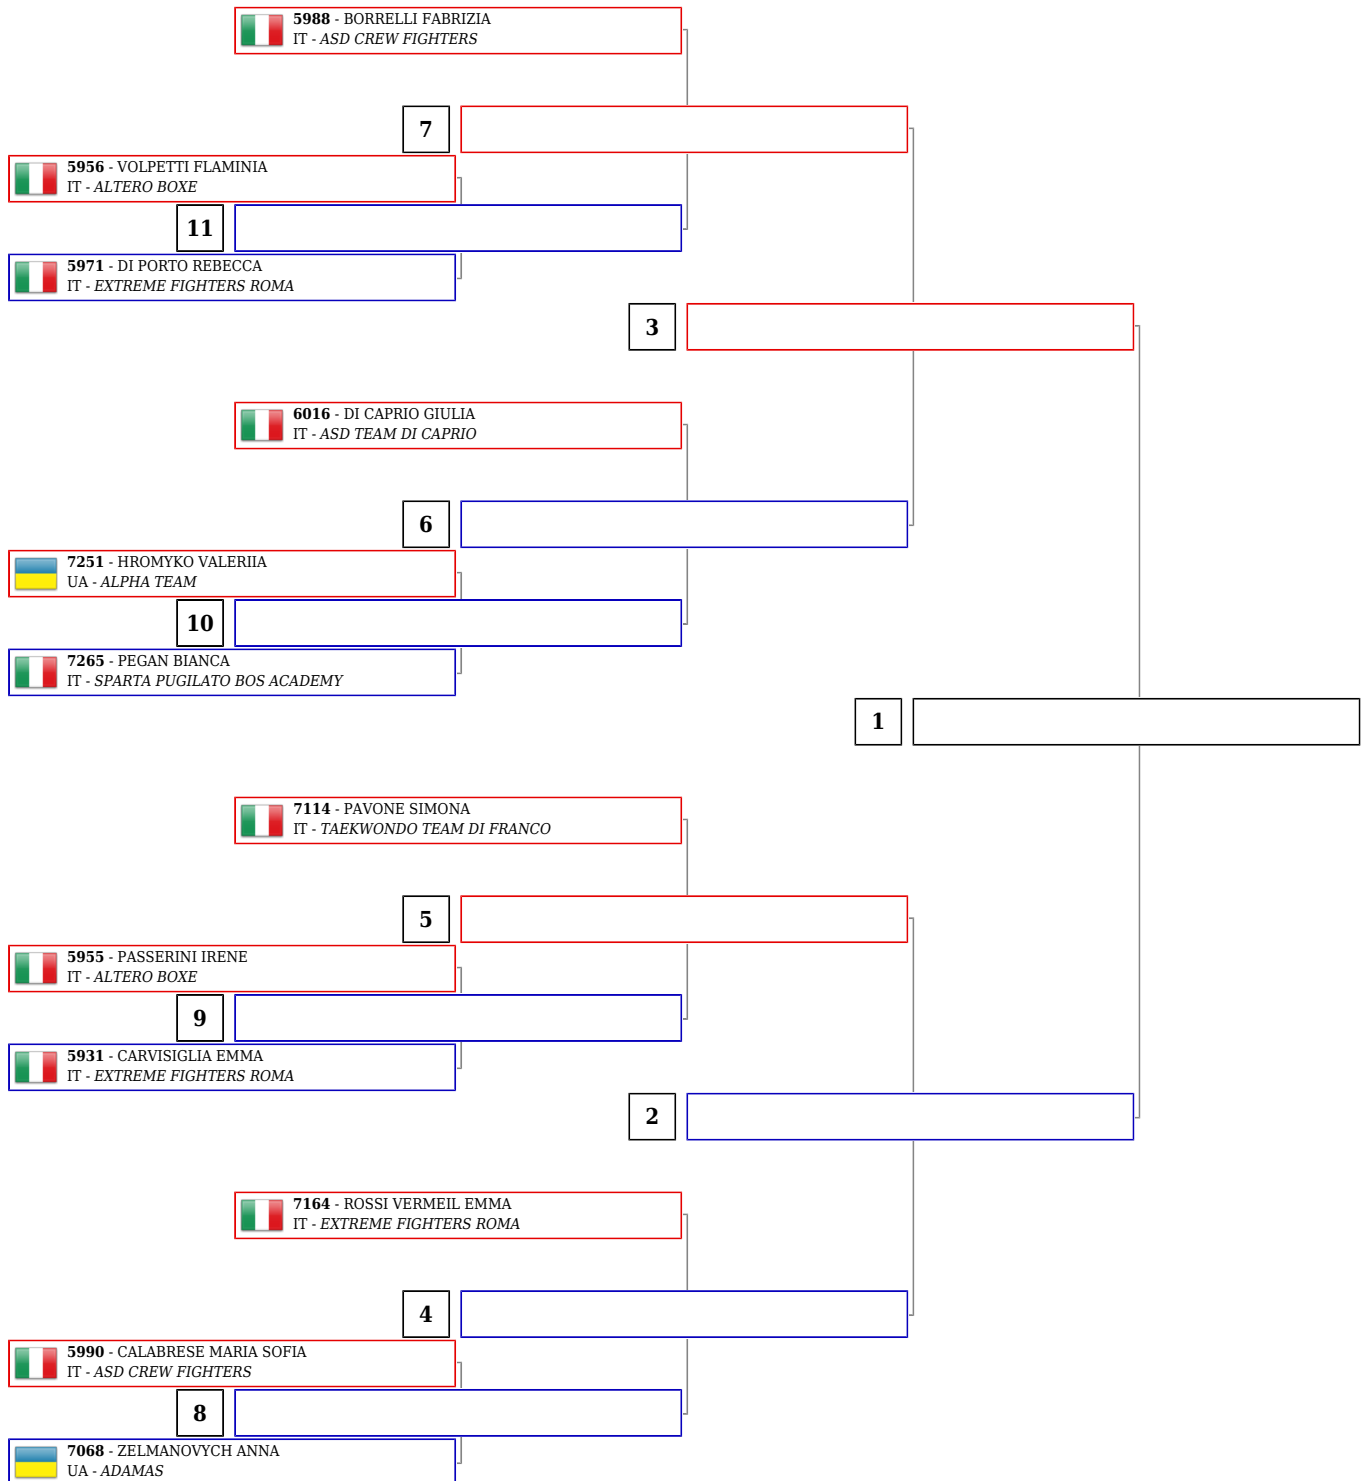 5988 - BORRELLI FABRIZIA
IT - ASD CREW FIGHTERS
7
5956 - VOLPETTI FLAMINIA
IT - ALTERO BOXE
11
5971 - DI PORTO REBECCA
IT - EXTREME FIGHTERS ROMA
3
6016 - DI CAPRIO GIULIA
IT - ASD TEAM DI CAPRIO
6
7251 - HROMYKO VALERIIA
UA - ALPHA TEAM
10
7265 - PEGAN BIANCA
IT - SPARTA PUGILATO BOS ACADEMY
1
7114 - PAVONE SIMONA
IT - TAEKWONDO TEAM DI FRANCO
5
5955 - PASSERINI IRENE
IT - ALTERO BOXE
9
5931 - CARVISIGLIA EMMA
IT - EXTREME FIGHTERS ROMA
2
7164 - ROSSI VERMEIL EMMA
IT - EXTREME FIGHTERS ROMA
4
5990 - CALABRESE MARIA SOFIA
IT - ASD CREW FIGHTERS
8
7068 - ZELMANOVYCH ANNA
UA - ADAMAS